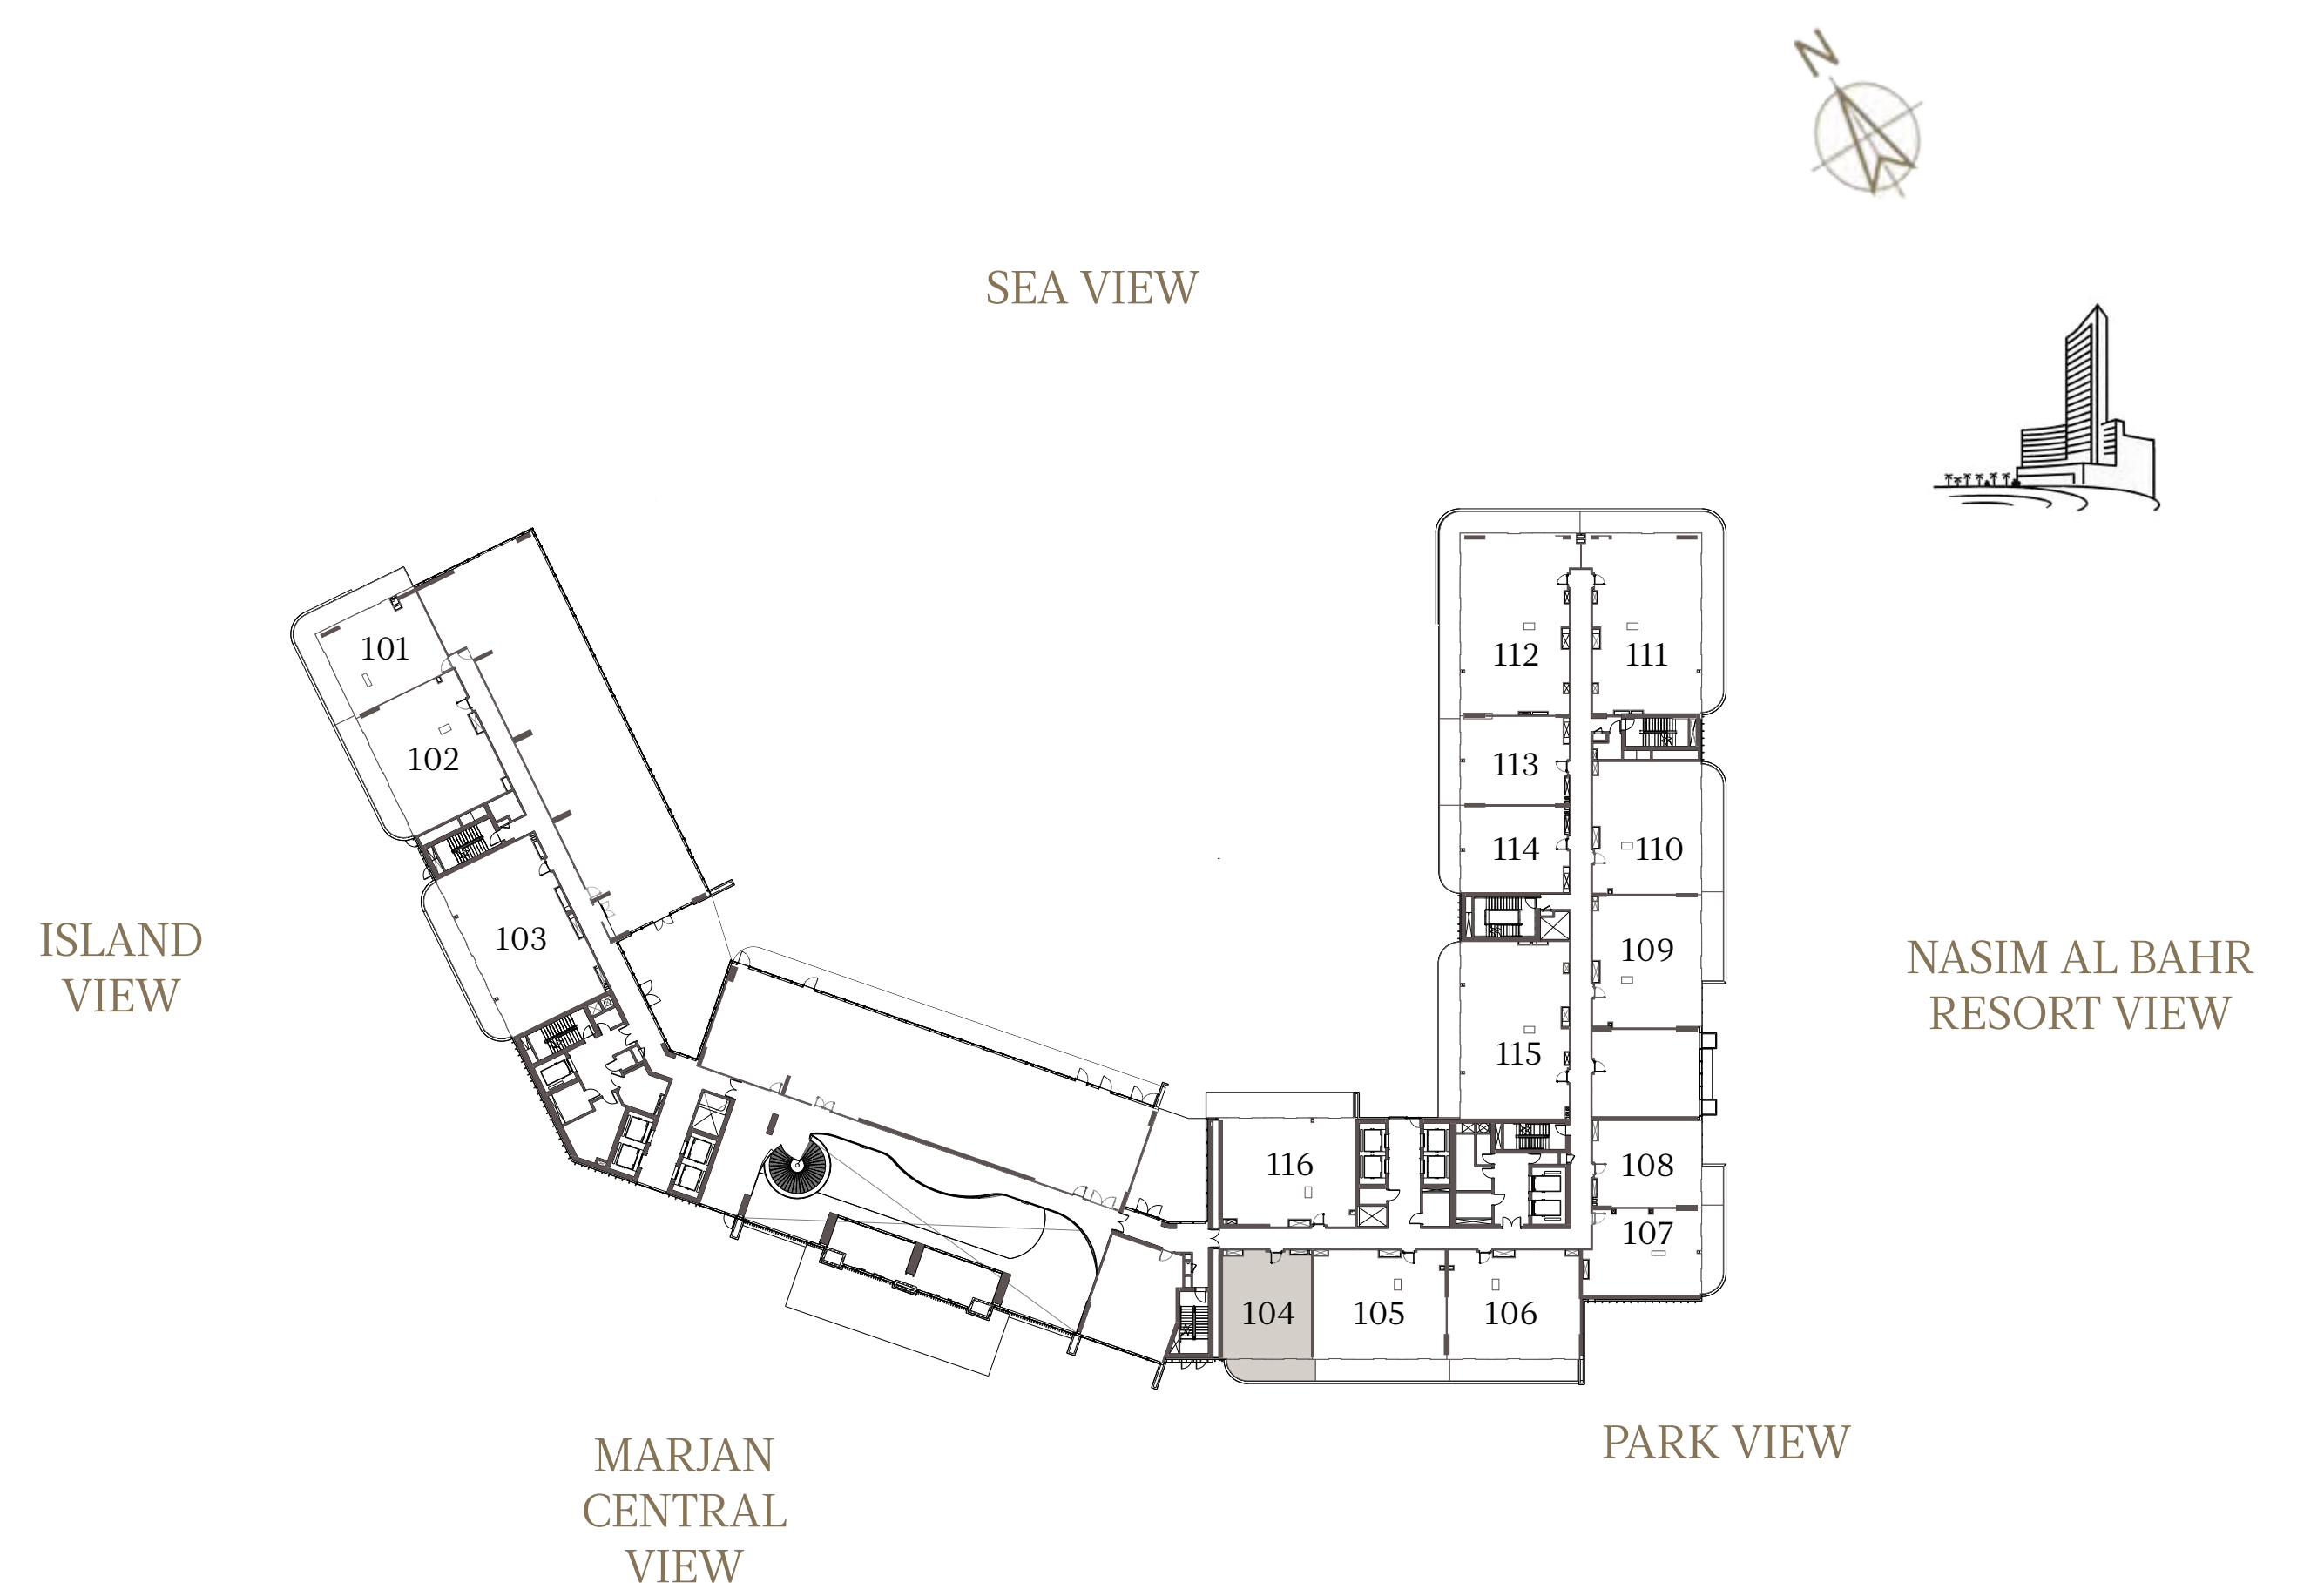 N
SEA VIEW
101
102
103
112
111
113
114
110
109
115
116
108
107
104
105
106
ISLAND
VIEW
NASIM AL BAHR
RESORT VIEW
PARK VIEW
MARJAN
CENTRAL
VIEW